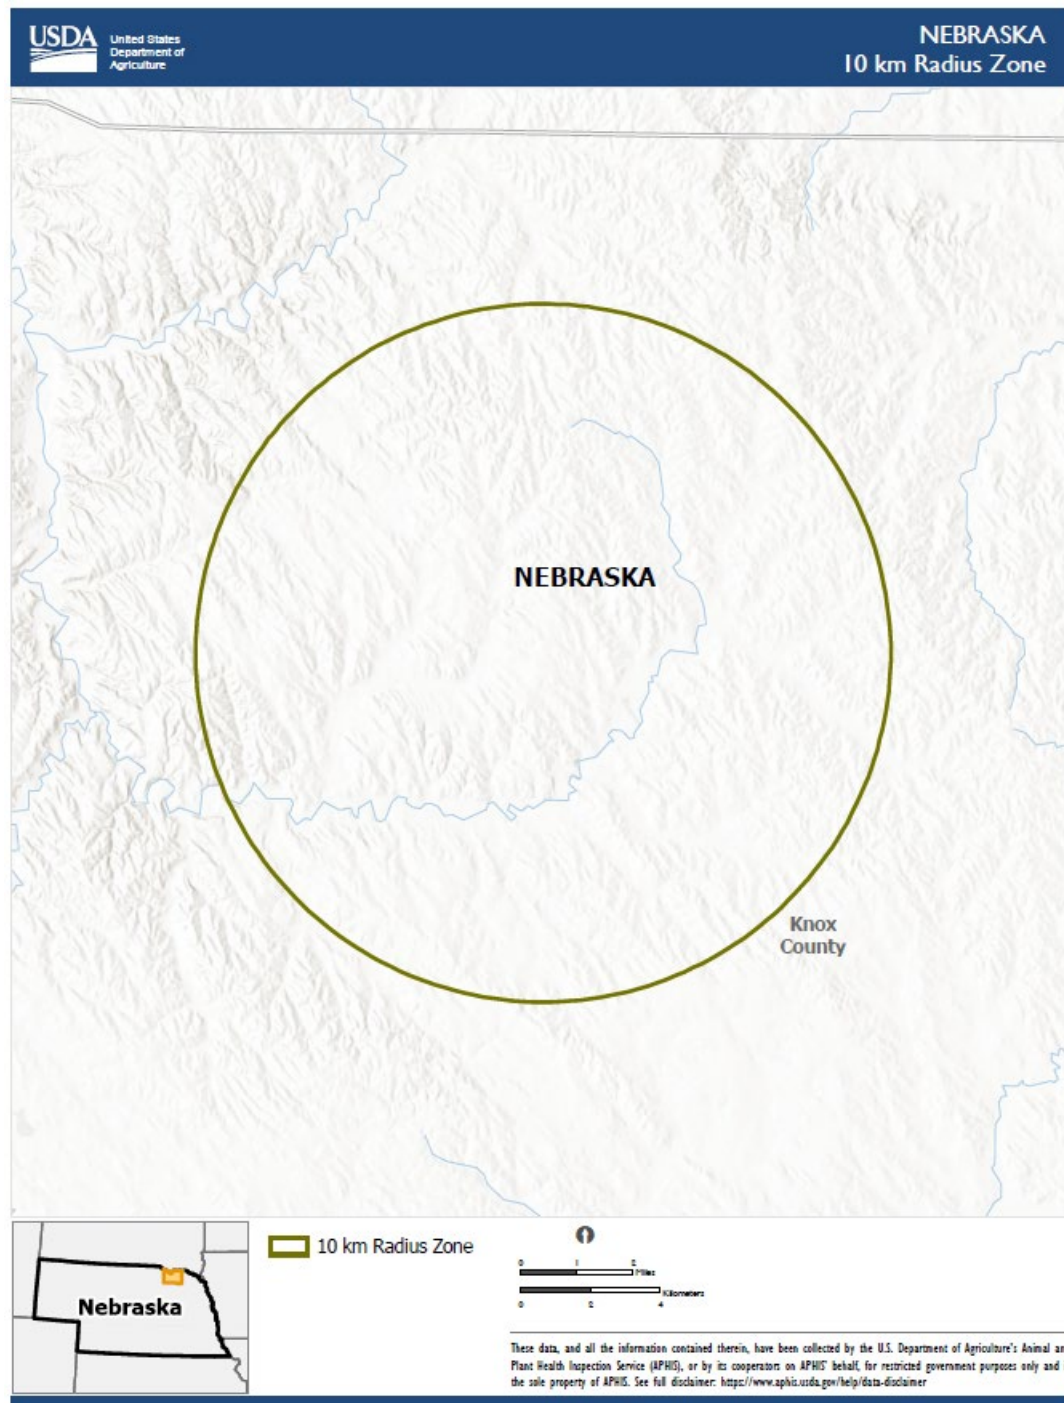 USDA
United States
Department of
Agriculture
NEBRASKA
10 km Radius Zone
NEBRASKA
Knox
County
Nebraska
10 km Radius Zone
0 1 2
Miles
Kilometers
0 2 4
These data, and all the information contained therein, have been collected by the U.S. Department of Agriculture's Animal an
Plant Health Inspection Service (APHIS), or by its cooperators on APHIS' behalf, for restricted government purposes only and
the sole property of APHIS. See full disclaimer: https://www.aphis.usda.gov/help/data-disclaimer